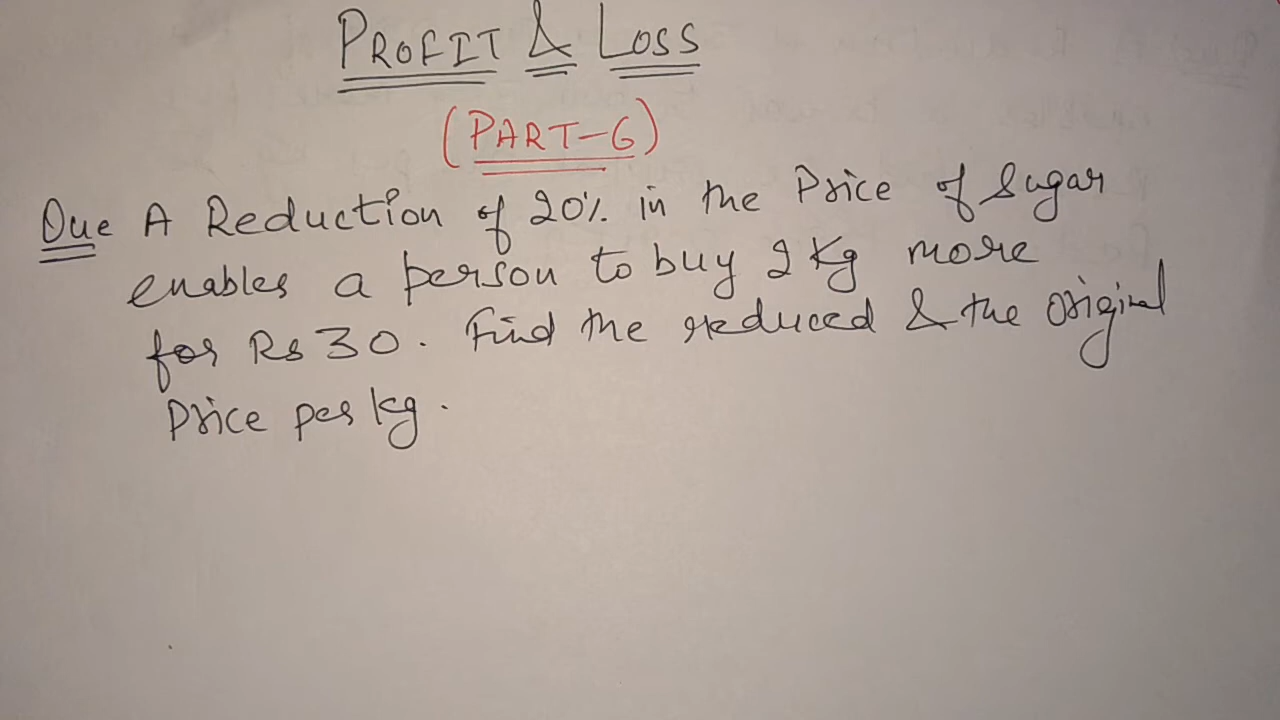 PROFIT & LOSS
(PART-6)
Que A Reduction of 20% in the Price of Sugar
enables a person to buy 2 Kg more
for Rs 30. Find the reduced & the original
Price per kg.